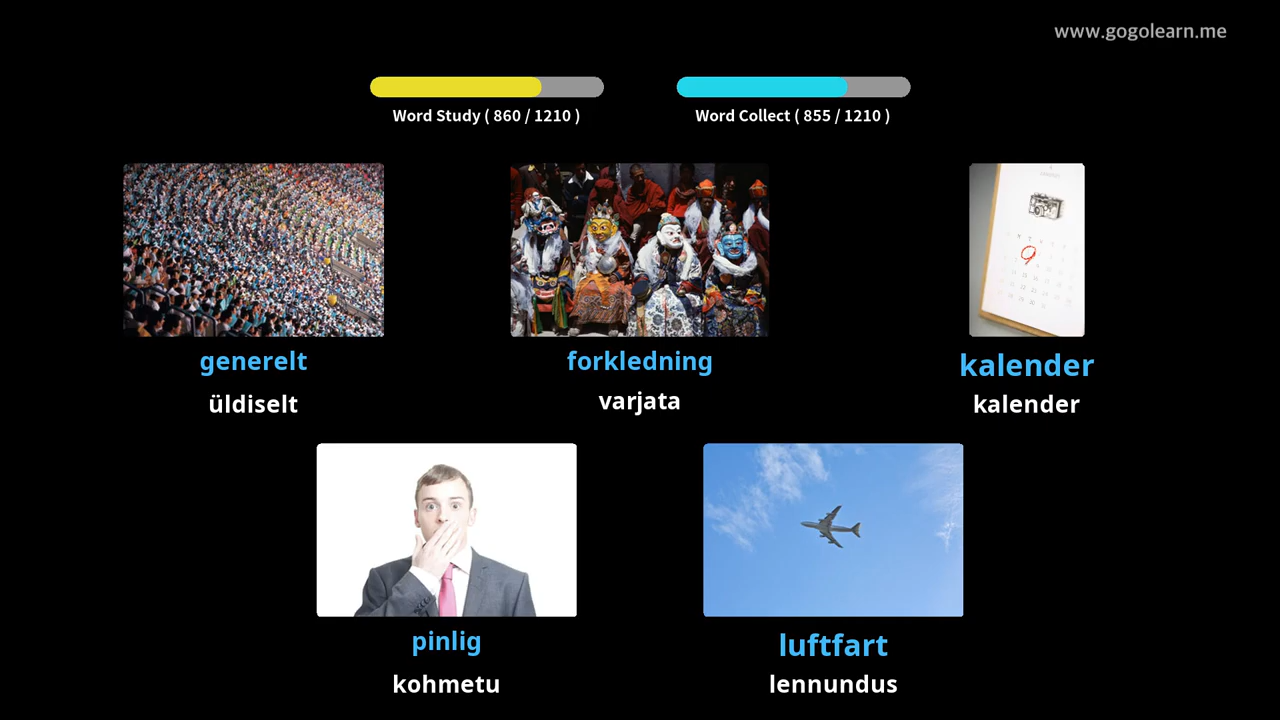 www.gogolearn.me
Word Study ( 860 / 1210 )
Word Collect ( 855 / 1210 )
generelt
üldiselt
forkledning
varjata
kalender
kalender
pinlig
kohmetu
luftfart
lennundus